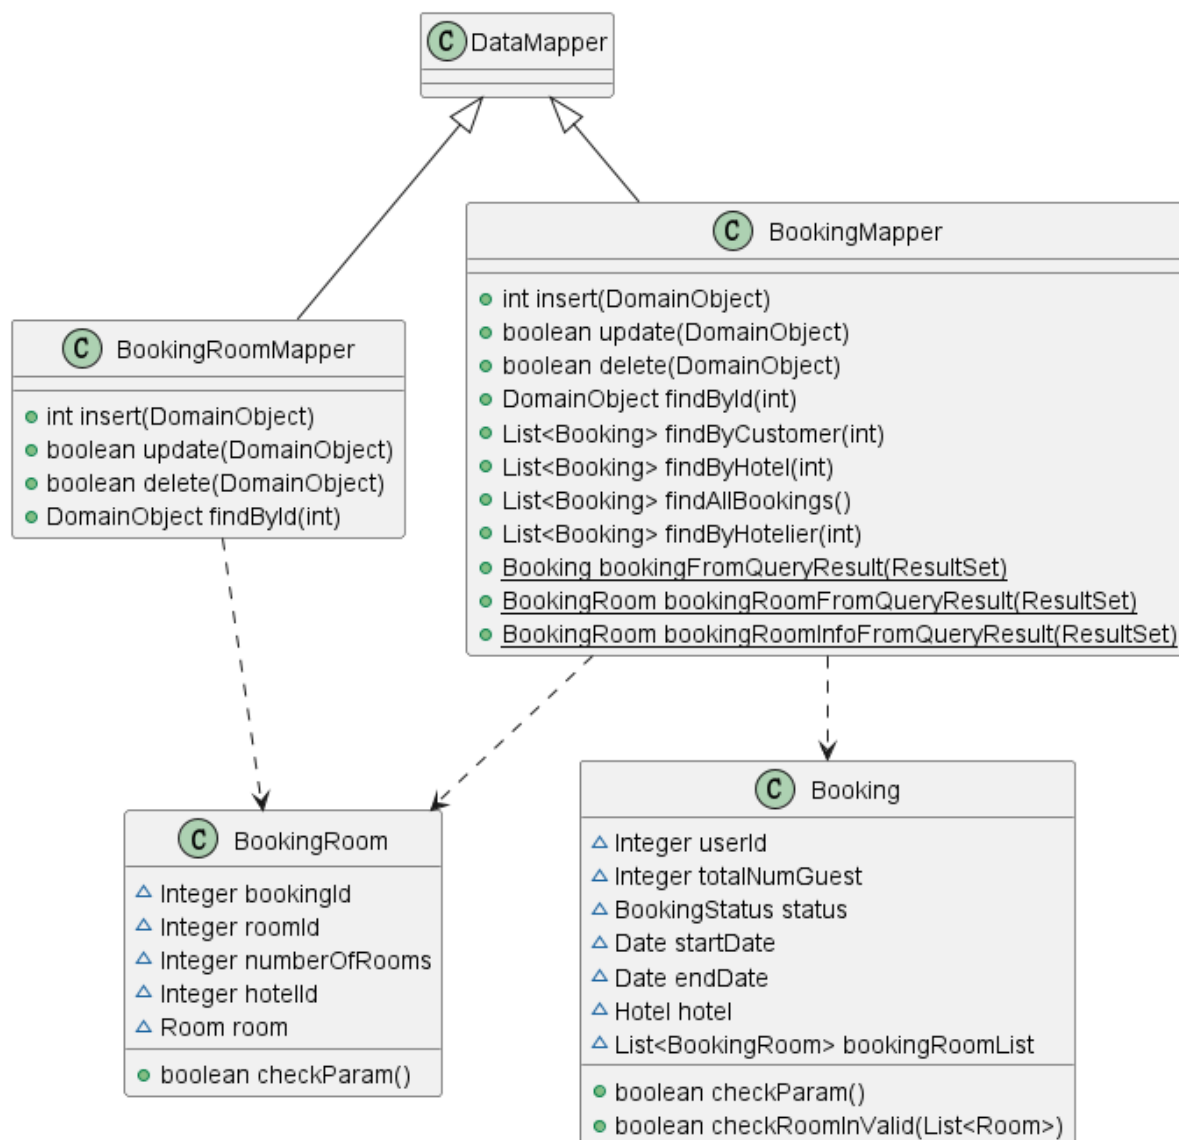 C DataMapper
C BookingMapper
int insert(DomainObject)
boolean update(DomainObject)
boolean delete(DomainObject)
DomainObject findById(int)
List<Booking> findByCustomer(int)
List<Booking> findByHotel(int)
List<Booking> findAllBookings()
List<Booking> findByHotelier(int)
Booking bookingFromQueryResult(ResultSet)
BookingRoom bookingRoomFromQueryResult(ResultSet)
BookingRoom bookingRoomInfoFromQueryResult(ResultSet)
C BookingRoomMapper
int insert(DomainObject)
boolean update(DomainObject)
boolean delete(DomainObject)
DomainObject findById(int)
C BookingRoom
Integer bookingId
Integer roomId
Integer numberOfRooms
Integer hotelId
Room room
boolean checkParam()
C Booking
Integer userId
Integer totalNumGuest
BookingStatus status
Date startDate
Date endDate
Hotel hotel
List<BookingRoom> bookingRoomList
boolean checkParam()
boolean checkRoomInValid(List<Room>)